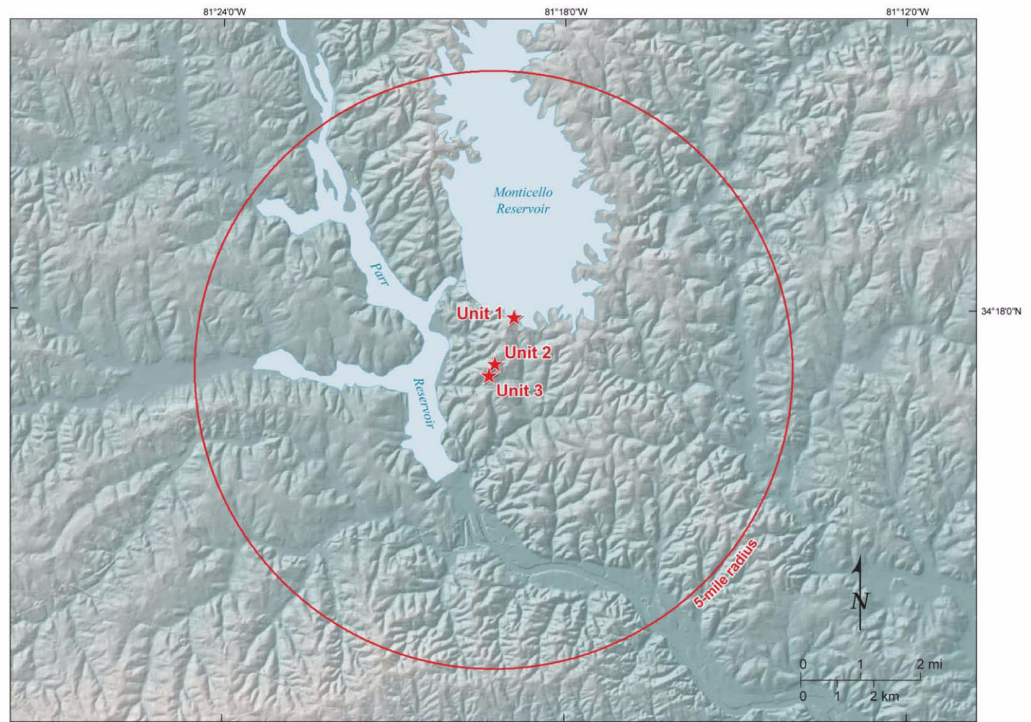 81°24'0"W
81°18'0"W
81°12'0"W
Monticello
Reservoir
Parr
Unit 1
34°18'0"N
Unit 2
Unit 3
Reservoir
5-mile radius
N
0 1 2 mi
0 1 2 km